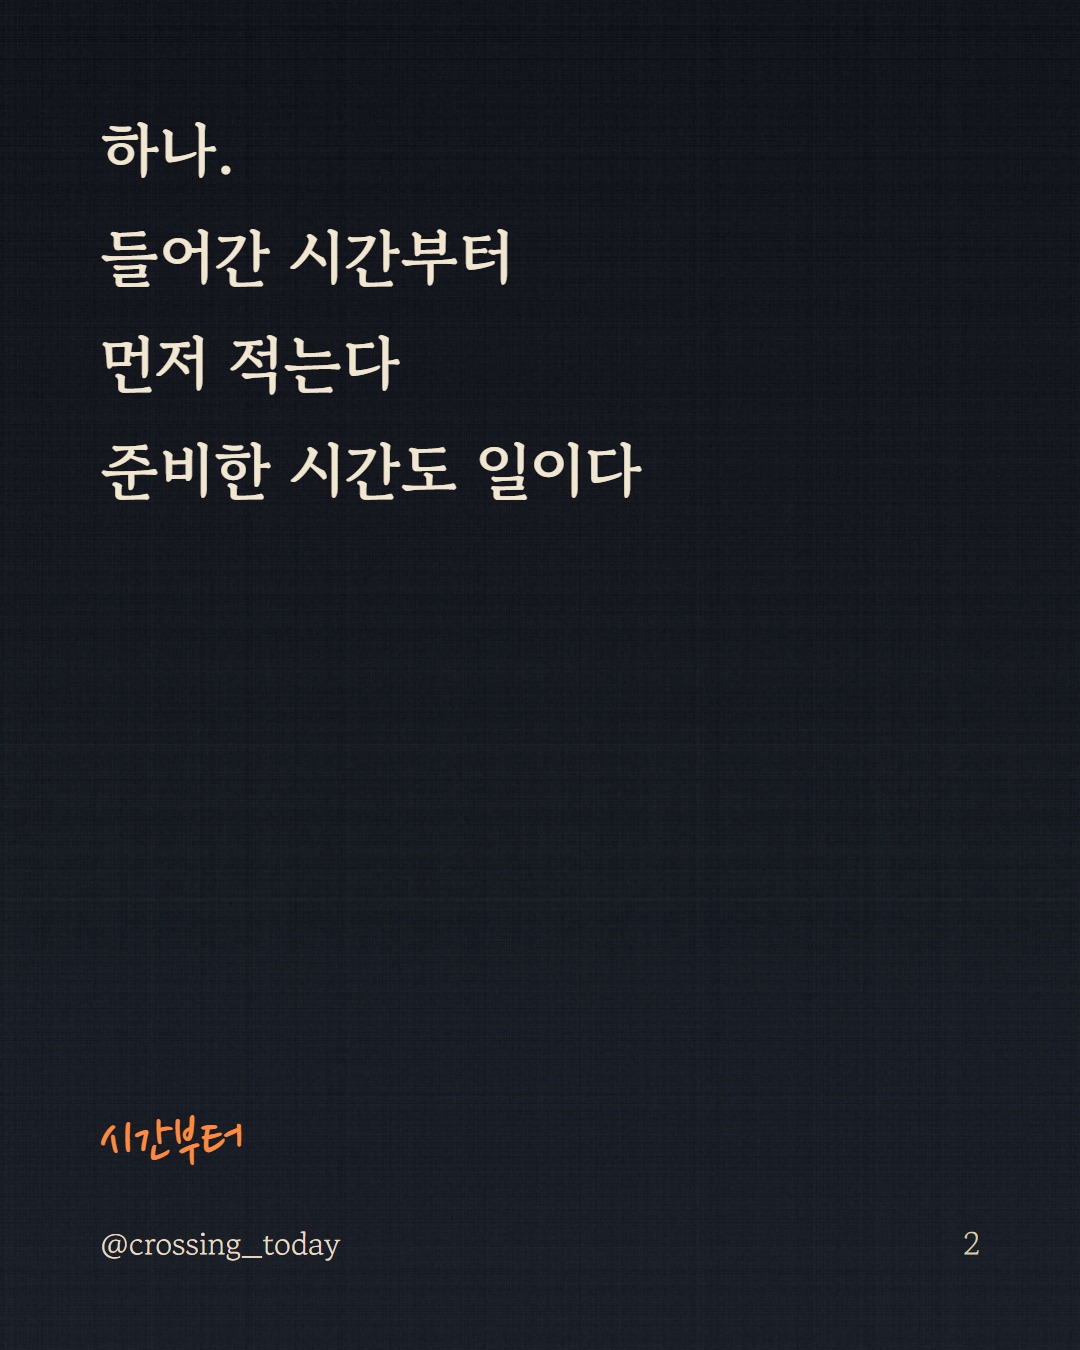 하나.
들어간 시간부터
먼저 적는다
준비한 시간도 일이다
시간부터
@crossing_today
2